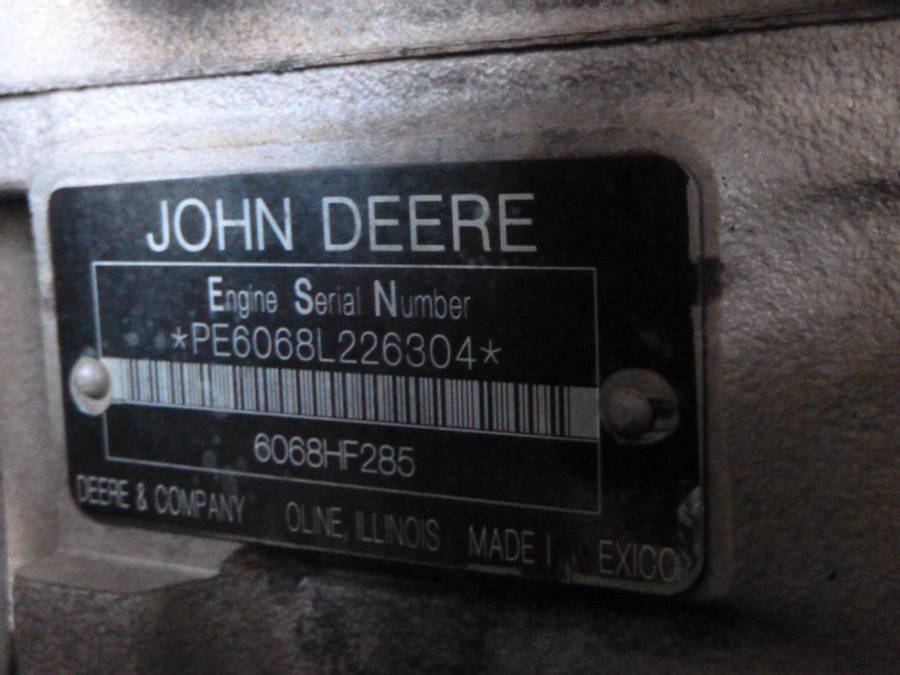 JOHN DEERE
Engine Serial Number
*PE6068L226304*
6068HF285
DEERE & COMPANY OLINE, ILLINOIS MADE I EXICO